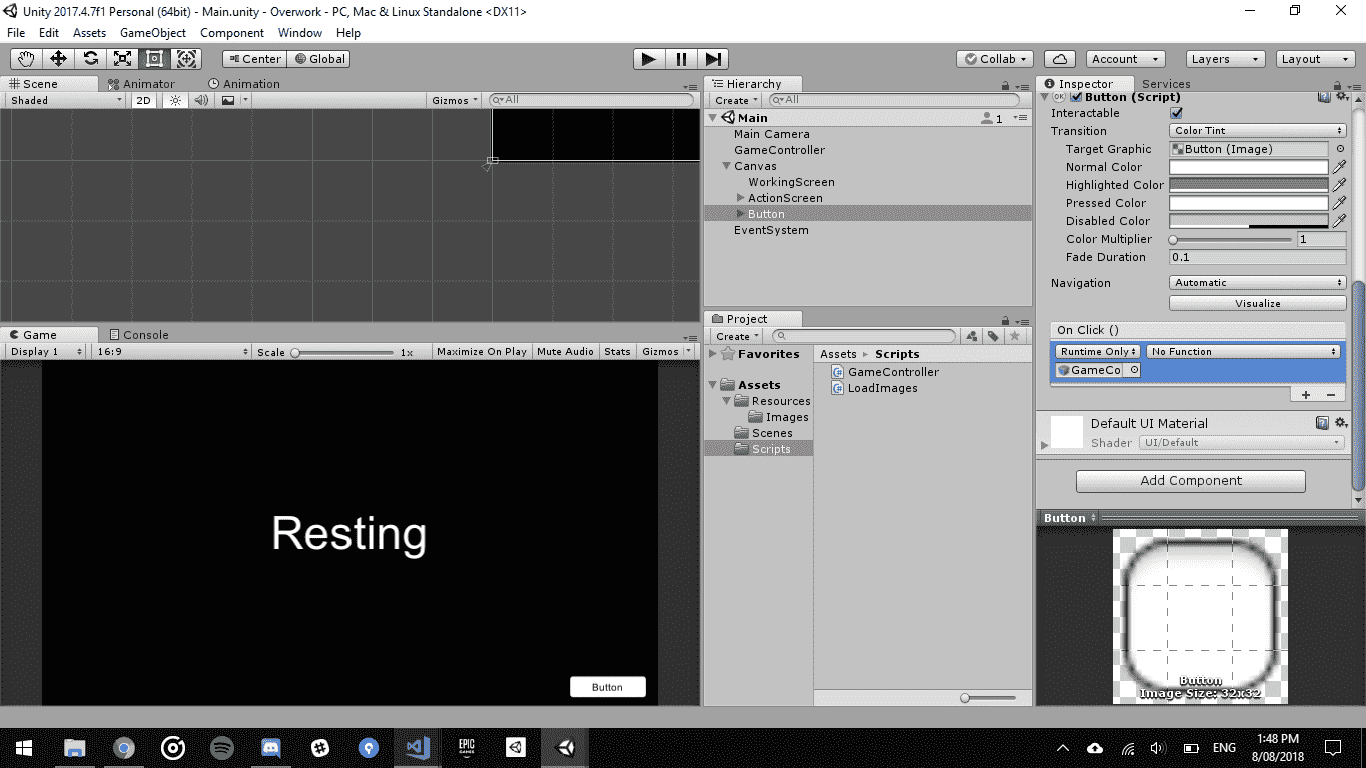 Unity 2017.4.7f1 Personal (64bit) - Main.unity - Overwork - PC, Mac & Linux Standalone <DX11>
File Edit Assets GameObject Component Window Help
Center Global
Collab Account Layers Layout
Scene Animator Animation
Shaded 2D Gizmos All
Hierarchy
Create All
Main 1
Main Camera
GameController
Canvas
WorkingScreen
ActionScreen
Button
EventSystem
Game Console
Display 1 16:9 Scale 1x Maximize On Play Mute Audio Stats Gizmos
Resting
Button
Project
Create
Favorites
Assets
Resources
Images
Scenes
Scripts
Assets Scripts
GameController
LoadImages
Inspector Services
Button (Script)
Interactable
Transition Color Tint
Target Graphic Button (Image)
Normal Color
Highlighted Color
Pressed Color
Disabled Color
Color Multiplier 1
Fade Duration 0.1
Navigation Automatic
Visualize
On Click ()
Runtime Only No Function
GameCo
Default UI Material
Shader UI/Default
Add Component
Button
Button
Image Size: 32x32
EPIC
GAMES
ENG
1:48 PM
8/08/2018